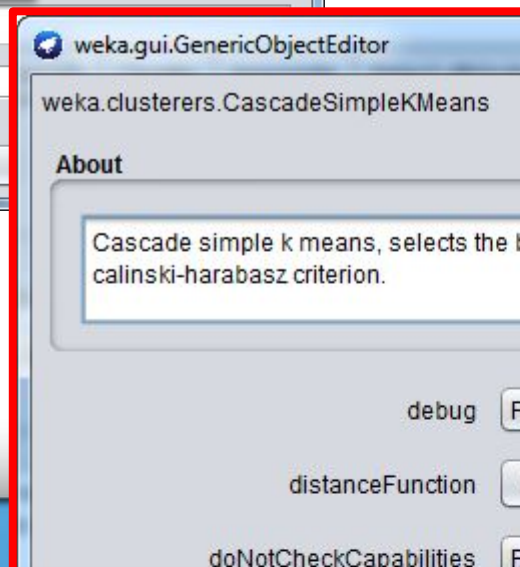 weka.gui.GenericObjectEditor
weka.clusterers.CascadeSimpleKMeans
About
Cascade simple k means, selects the
calinski-harabasz criterion.
debug
distanceFunction
doNotCheckCapabilities